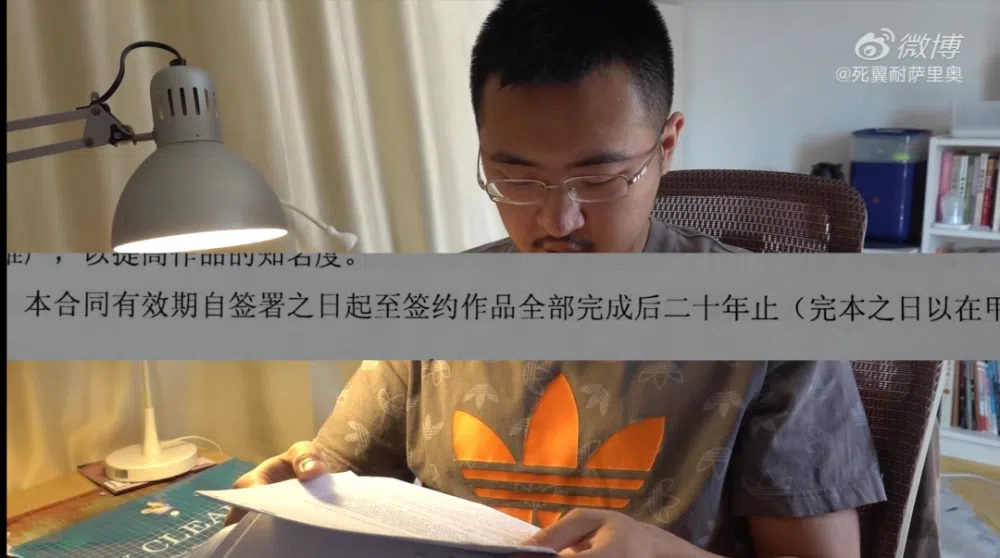 微博
@死翼耐萨里奥
，以提高作品的知名度。
本合同有效期自签署之日起至签约作品全部完成后二十年止（完本之日以在甲
CLEA